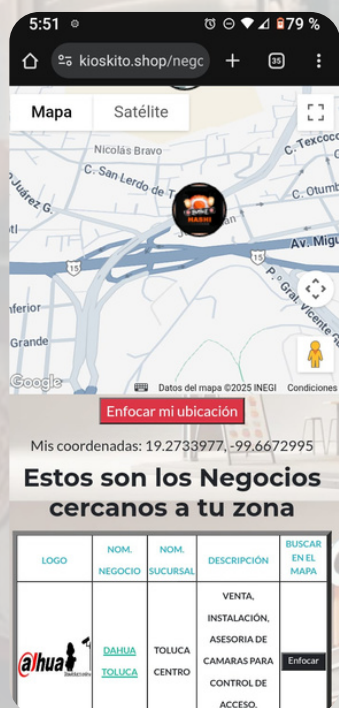 5:51
79 %
kioskito.shop/nego
35
Mapa
Satélite
Nicolás Bravo
C. Texcoco
C. San Lerdo de T
Juárez G.
HASHI
C. Otumb
Av. Migu
15
15
nferior
Grande
P.º Gral. Vicente Gu
Google
Datos del mapa ©2025 INEGI
Condiciones
Enfocar mi ubicación
Mis coordenadas: 19.2733977, -99.6672995
Estos son los Negocios
cercanos a tu zona
LOGO
NOM.
NEGOCIO
NOM.
SUCURSAL
DESCRIPCIÓN
BUSCAR
EN EL
MAPA
alhua
DAHUA
TOLUCA
TOLUCA
CENTRO
VENTA,
INSTALACIÓN,
ASESORIA DE
CAMARAS PARA
CONTROL DE
ACCESO,
Enfocar